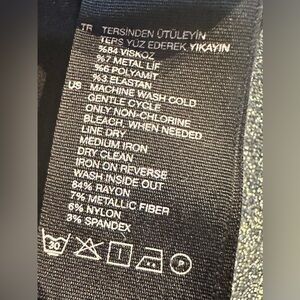 TR TERSİNDEN ÜTÜLEYİN
TERS YÜZ EDEREK YIKAYIN
%84 VİSKOZ
%7 METAL LİF
%6 POLYAMİT
%3 ELASTAN
US MACHINE WASH COLD
GENTLE CYCLE
ONLY NON-CHLORINE
BLEACH, WHEN NEEDED
LINE DRY
MEDIUM IRON
DRY CLEAN
IRON ON REVERSE
WASH INSIDE OUT
84% RAYON
7% METALLIC FIBER
6% NYLON
3% SPANDEX
30